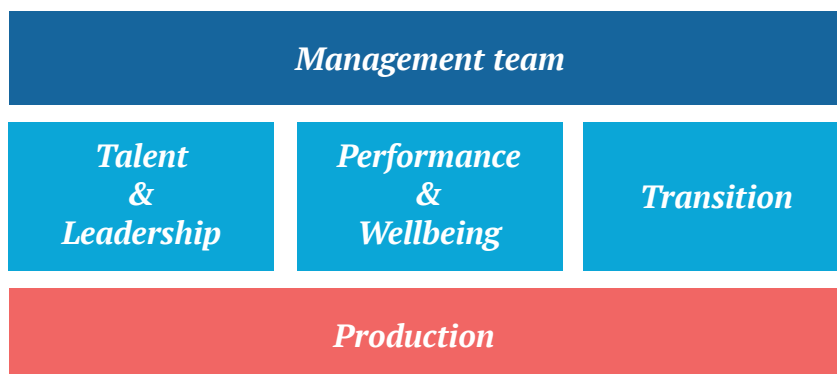 Management team
Talent
&
Leadership
Performance
&
Wellbeing
Transition
Production